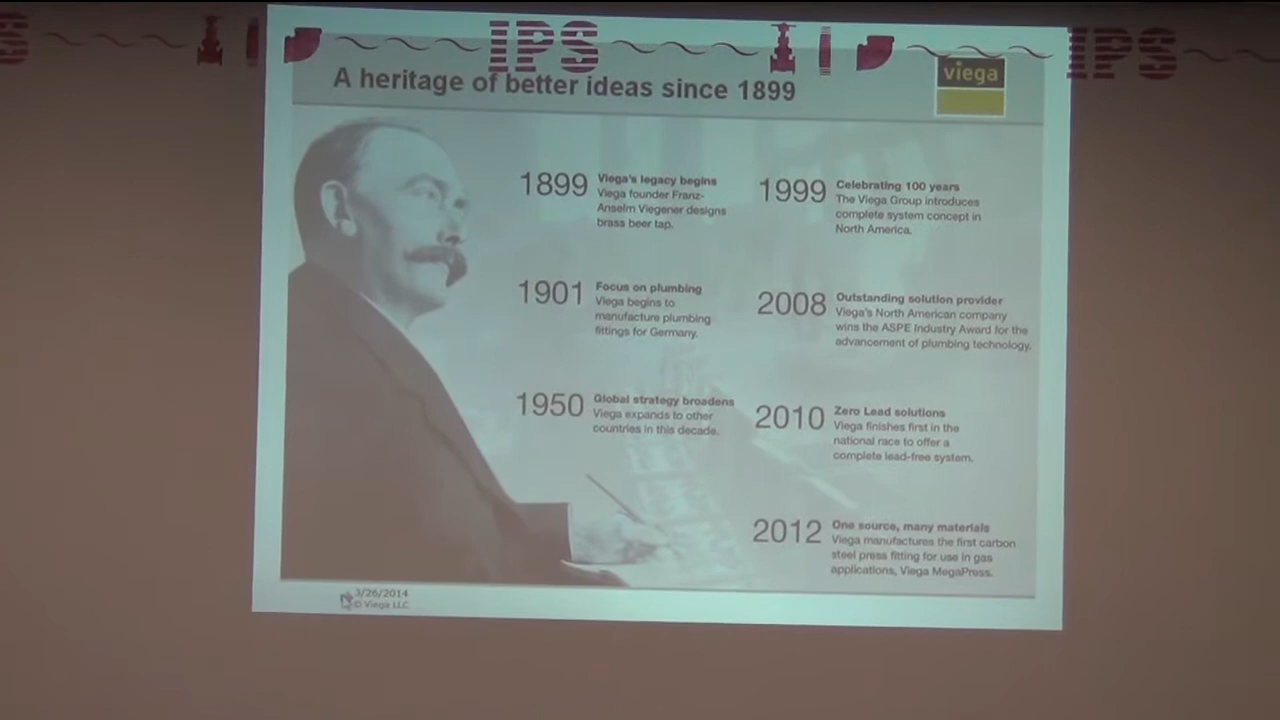 IPS
IPS
A heritage of better ideas since 1899
viega
1899
Viega's legacy begins
Viega founder Franz-
Anselm Viegener designs
brass beer tap.
1901
Focus on plumbing
Viega begins to
manufacture plumbing
fittings for Germany.
1950
Global strategy broadens
Viega expands to other
countries in this decade.
1999
Celebrating 100 years
The Viega Group introduces
complete system concept in
North America.
2008
Outstanding solution provider
Viega's North American company
wins the ASPE Industry Award for the
advancement of plumbing technology.
2010
Zero Lead solutions
Viega finishes first in the
national race to offer a
complete lead-free system.
2012
One source, many materials
Viega manufactures the first carbon
steel press fitting for use in gas
applications, Viega MegaPress.
3/26/2014
© Viega LLC